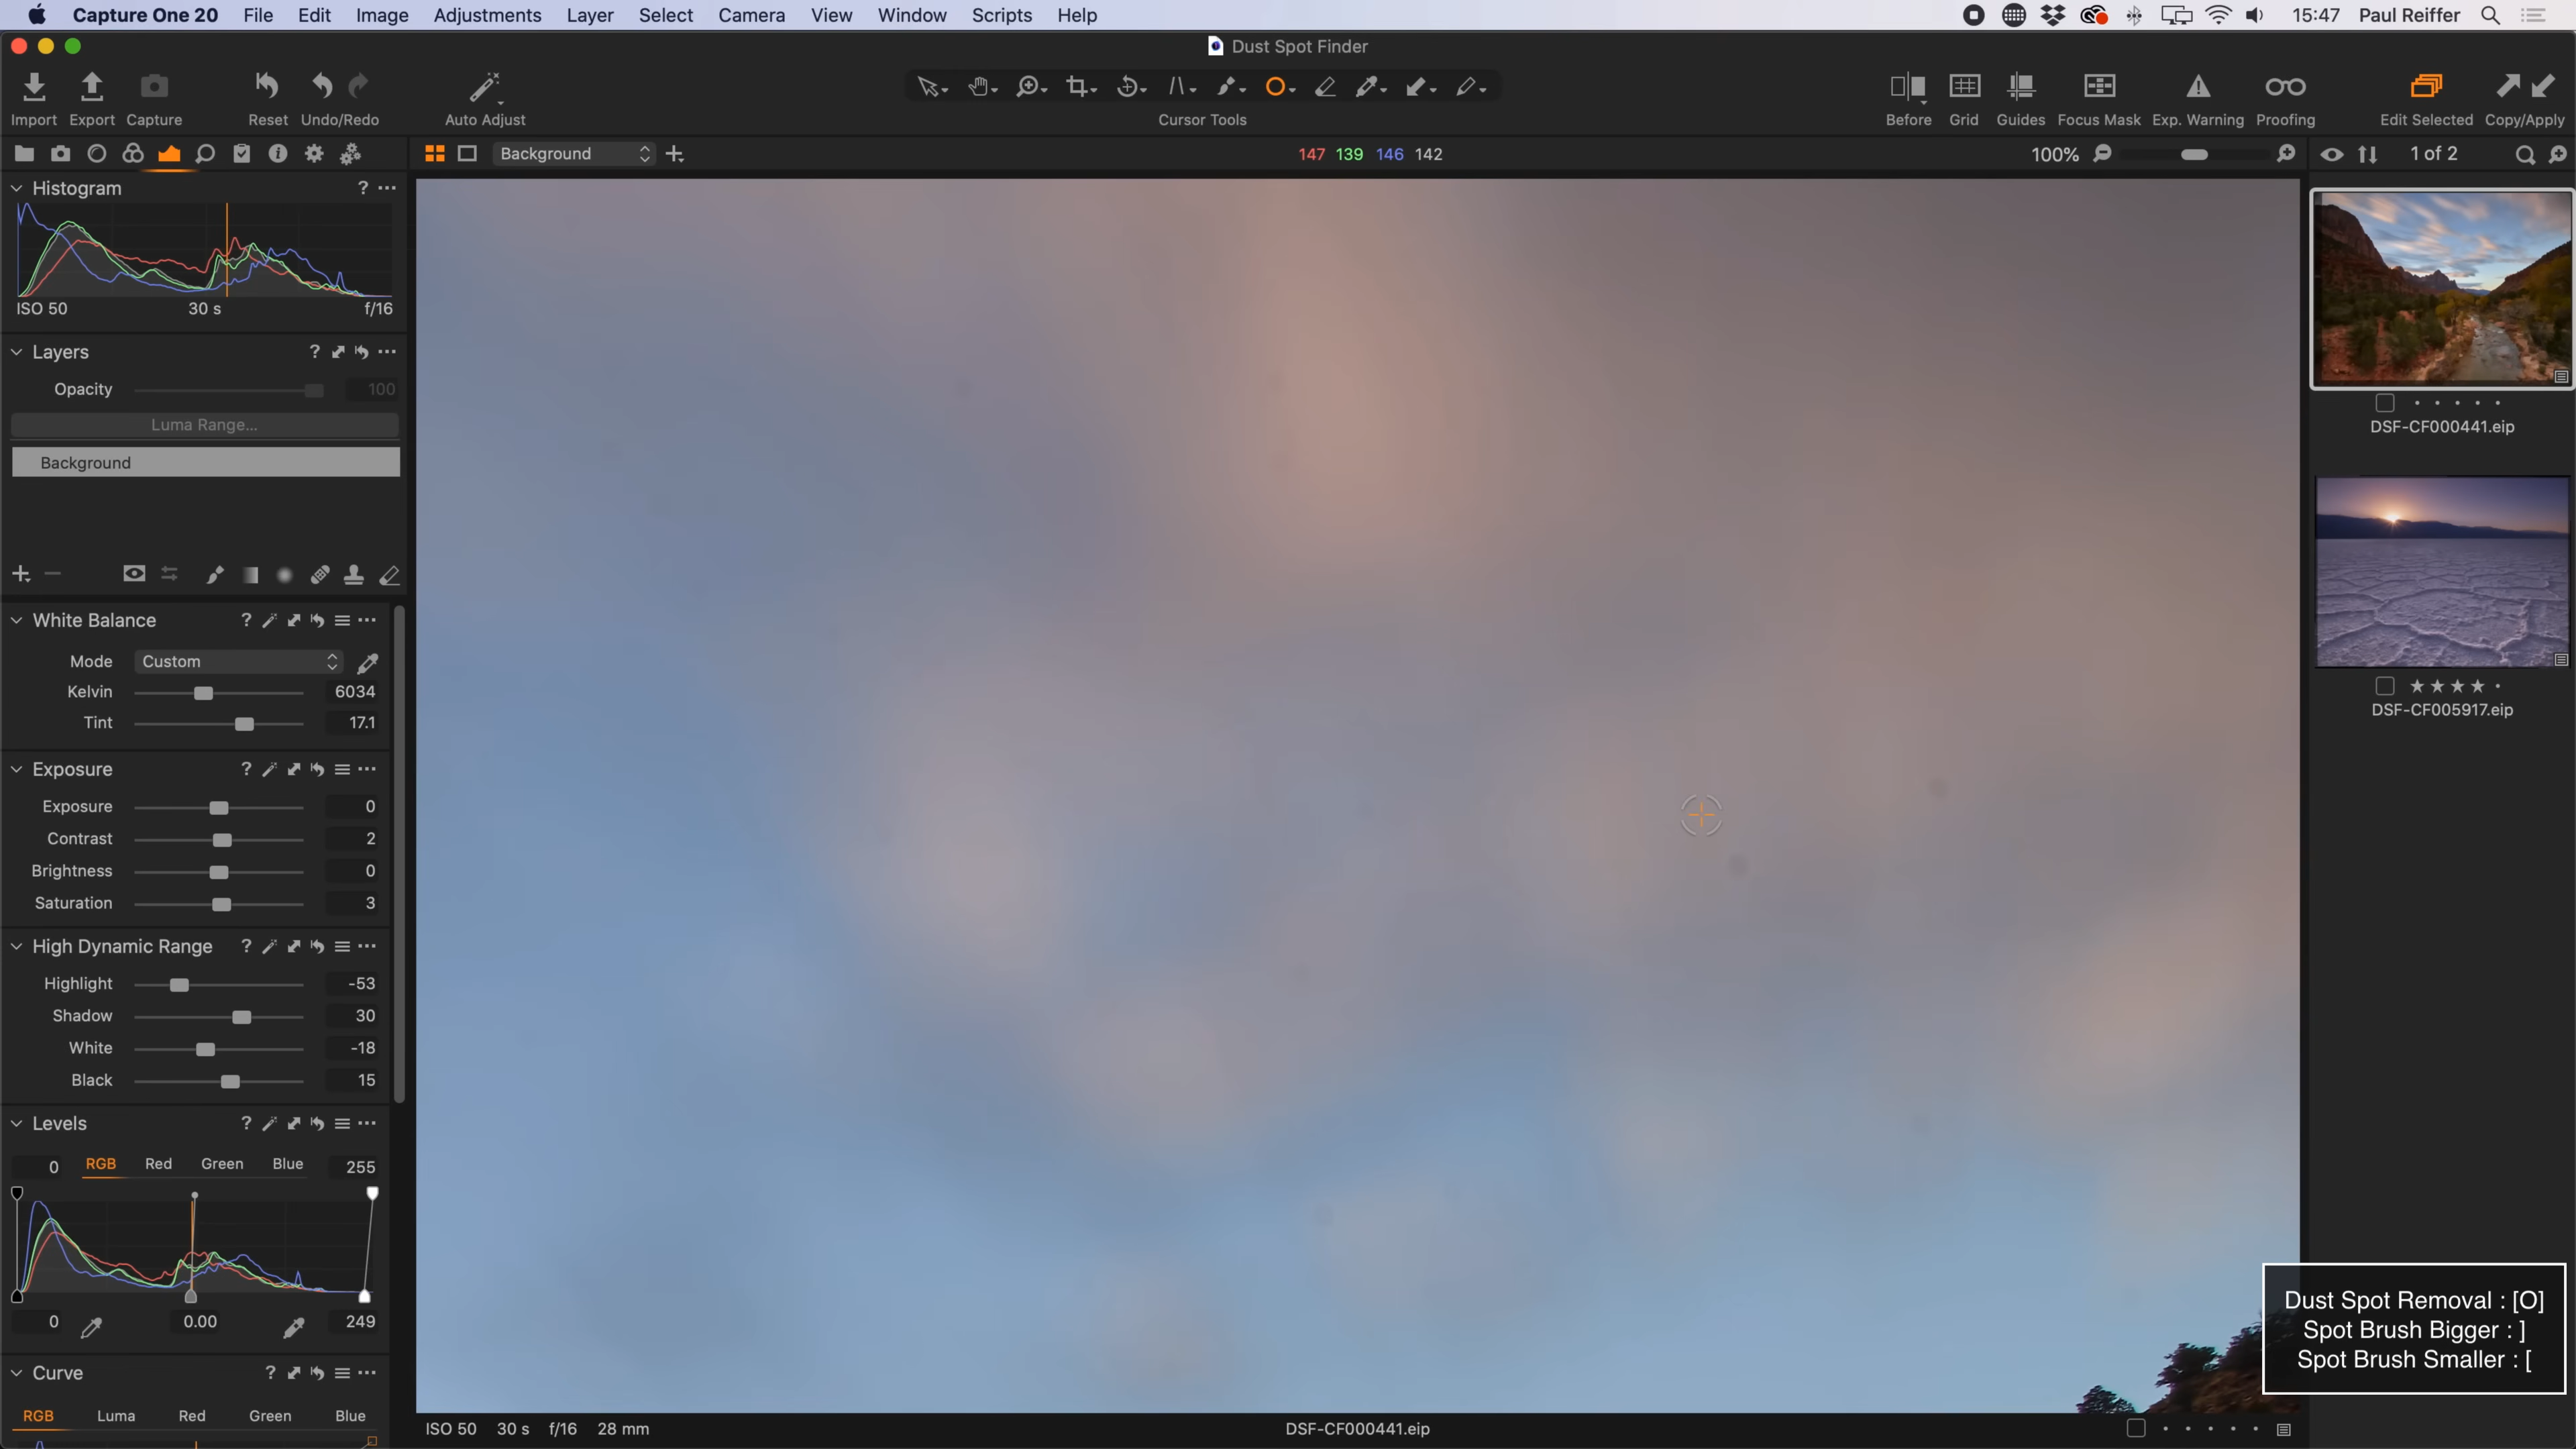 Capture One 20 File Edit Image Adjustments Layer Select Camera View Window Scripts Help 15:47 Paul Reiffer
Dust Spot Finder
Import Export Capture Reset Undo/Redo Auto Adjust Cursor Tools Before Grid Guides Focus Mask Exp. Warning Proofing Edit Selected Copy/Apply
Background 147 139 146 142 100% 1 of 2
Histogram ?
ISO 50 30 s f/16
Layers ?
Opacity 100
Luma Range...
Background
White Balance ?
Mode Custom
Kelvin 6034
Tint 17.1
Exposure ?
Exposure 0
Contrast 2
Brightness 0
Saturation 3
High Dynamic Range ?
Highlight -53
Shadow 30
White -18
Black 15
Levels ?
0 RGB Red Green Blue 255
0 0.00 249
Curve ?
RGB Luma Red Green Blue
ISO 50 30 s f/16 28 mm DSF-CF000441.eip
DSF-CF000441.eip
DSF-CF005917.eip
Dust Spot Removal : [O]
Spot Brush Bigger : ]
Spot Brush Smaller : [